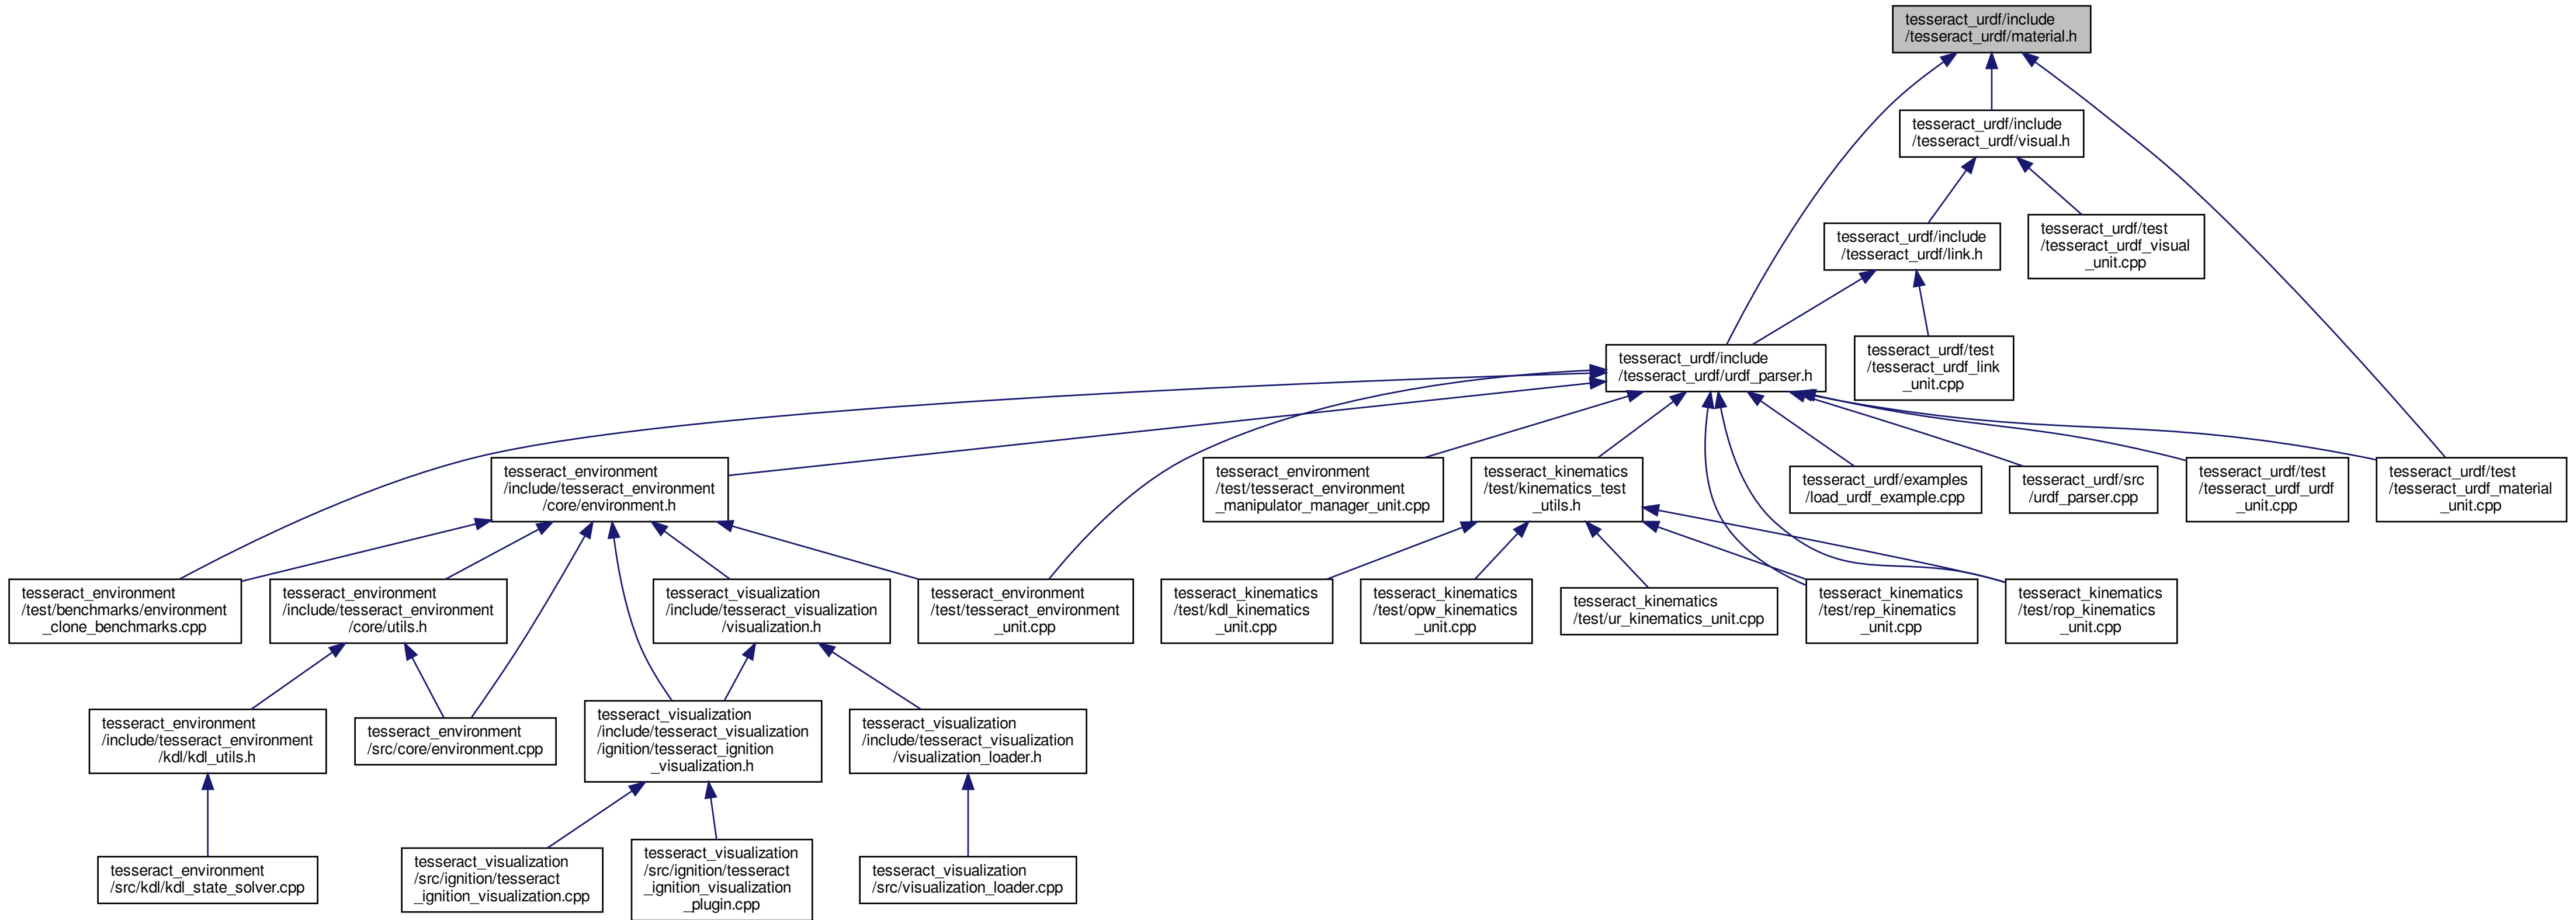 tesseract_urdf/include
/tesseract_urdf/material.h
tesseract_urdf/include
/tesseract_urdf/visual.h
tesseract_urdf/include
/tesseract_urdf/link.h
tesseract_urdf/test
/tesseract_urdf_visual
_unit.cpp
tesseract_urdf/include
/tesseract_urdf/urdf_parser.h
tesseract_urdf/test
/tesseract_urdf_link
_unit.cpp
tesseract_environment
/include/tesseract_environment
/core/environment.h
tesseract_environment
/test/tesseract_environment
_manipulator_manager_unit.cpp
tesseract_kinematics
/test/kinematics_test
_utils.h
tesseract_urdf/examples
/load_urdf_example.cpp
tesseract_urdf/src
/urdf_parser.cpp
tesseract_urdf/test
/tesseract_urdf_urdf
_unit.cpp
tesseract_urdf/test
/tesseract_urdf_material
_unit.cpp
tesseract_environment
/test/benchmarks/environment
_clone_benchmarks.cpp
tesseract_environment
/include/tesseract_environment
/core/utils.h
tesseract_visualization
/include/tesseract_visualization
/visualization.h
tesseract_environment
/test/tesseract_environment
_unit.cpp
tesseract_kinematics
/test/kdl_kinematics
_unit.cpp
tesseract_kinematics
/test/opw_kinematics
_unit.cpp
tesseract_kinematics
/test/ur_kinematics_unit.cpp
tesseract_kinematics
/test/rep_kinematics
_unit.cpp
tesseract_kinematics
/test/rop_kinematics
_unit.cpp
tesseract_environment
/include/tesseract_environment
/kdl/kdl_utils.h
tesseract_environment
/src/core/environment.cpp
tesseract_visualization
/include/tesseract_visualization
/ignition/tesseract_ignition
_visualization.h
tesseract_visualization
/include/tesseract_visualization
/visualization_loader.h
tesseract_environment
/src/kdl/kdl_state_solver.cpp
tesseract_visualization
/src/ignition/tesseract
_ignition_visualization.cpp
tesseract_visualization
/src/ignition/tesseract
_ignition_visualization
_plugin.cpp
tesseract_visualization
/src/visualization_loader.cpp